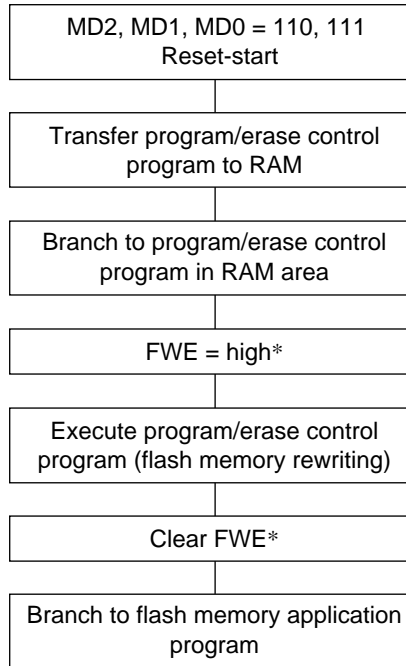 MD2, MD1, MD0 = 110, 111
Reset-start
Transfer program/erase control
program to RAM
Branch to program/erase control
program in RAM area
FWE = high*
Execute program/erase control
program (flash memory rewriting)
Clear FWE*
Branch to flash memory application
program